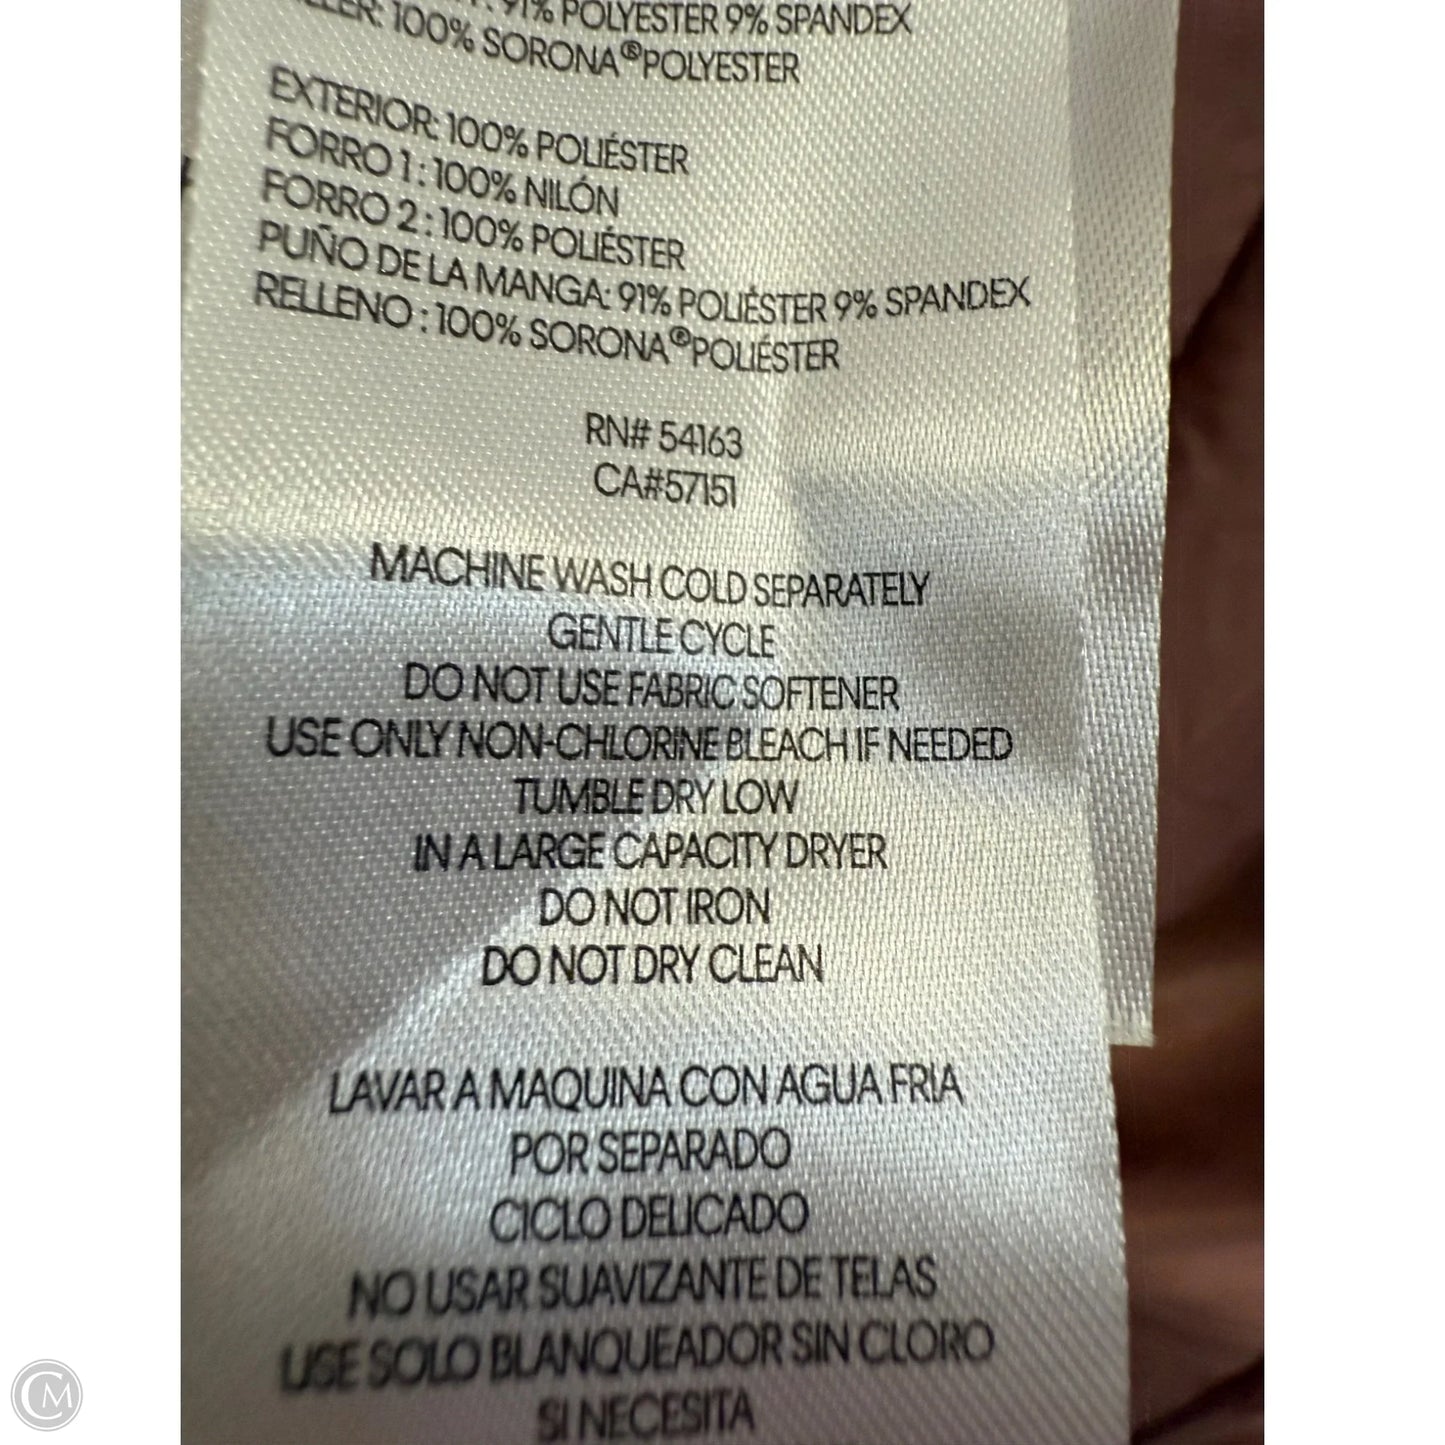 91% POLYESTER 9% SPANDEX
100% SORONA®POLYESTER
EXTERIOR: 100% POLIÉSTER
FORRO 1 : 100% NILÓN
FORRO 2 : 100% POLIÉSTER
PUÑO DE LA MANGA: 91% POLIÉSTER 9% SPANDEX
RELLENO : 100% SORONA®POLIÉSTER
RN# 54163
CA#57151
MACHINE WASH COLD SEPARATELY
GENTLE CYCLE
DO NOT USE FABRIC SOFTENER
USE ONLY NON-CHLORINE BLEACH IF NEEDED
TUMBLE DRY LOW
IN A LARGE CAPACITY DRYER
DO NOT IRON
DO NOT DRY CLEAN
LAVAR A MAQUINA CON AGUA FRIA
POR SEPARADO
CICLO DELICADO
NO USAR SUAVIZANTE DE TELAS
USE SOLO BLANQUEADOR SIN CLORO
SI NECESITA
CM